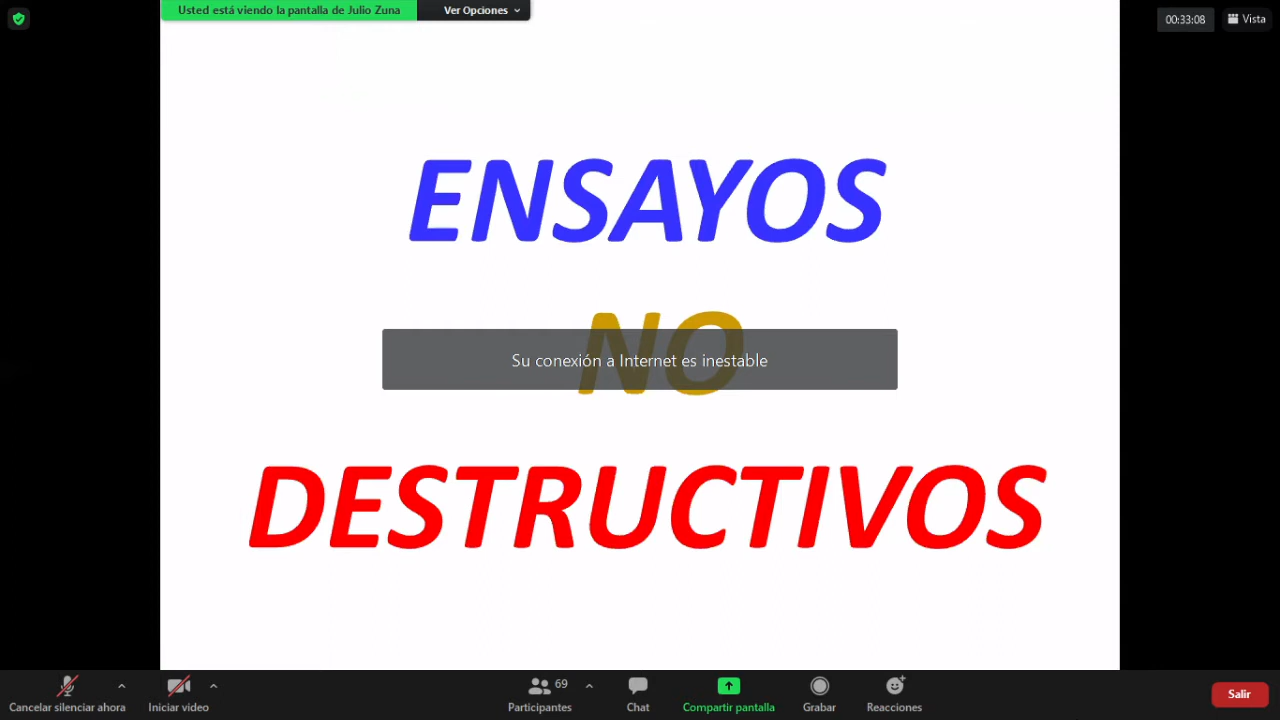 Usted está viendo la pantalla de Julio Zuna Ver Opciones
00:33:08 Vista
ENSAYOS
NO
Su conexión a Internet es inestable
DESTRUCTIVOS
69
Cancelar silenciar ahora Iniciar video Participantes Chat Compartir pantalla Grabar Reacciones Salir